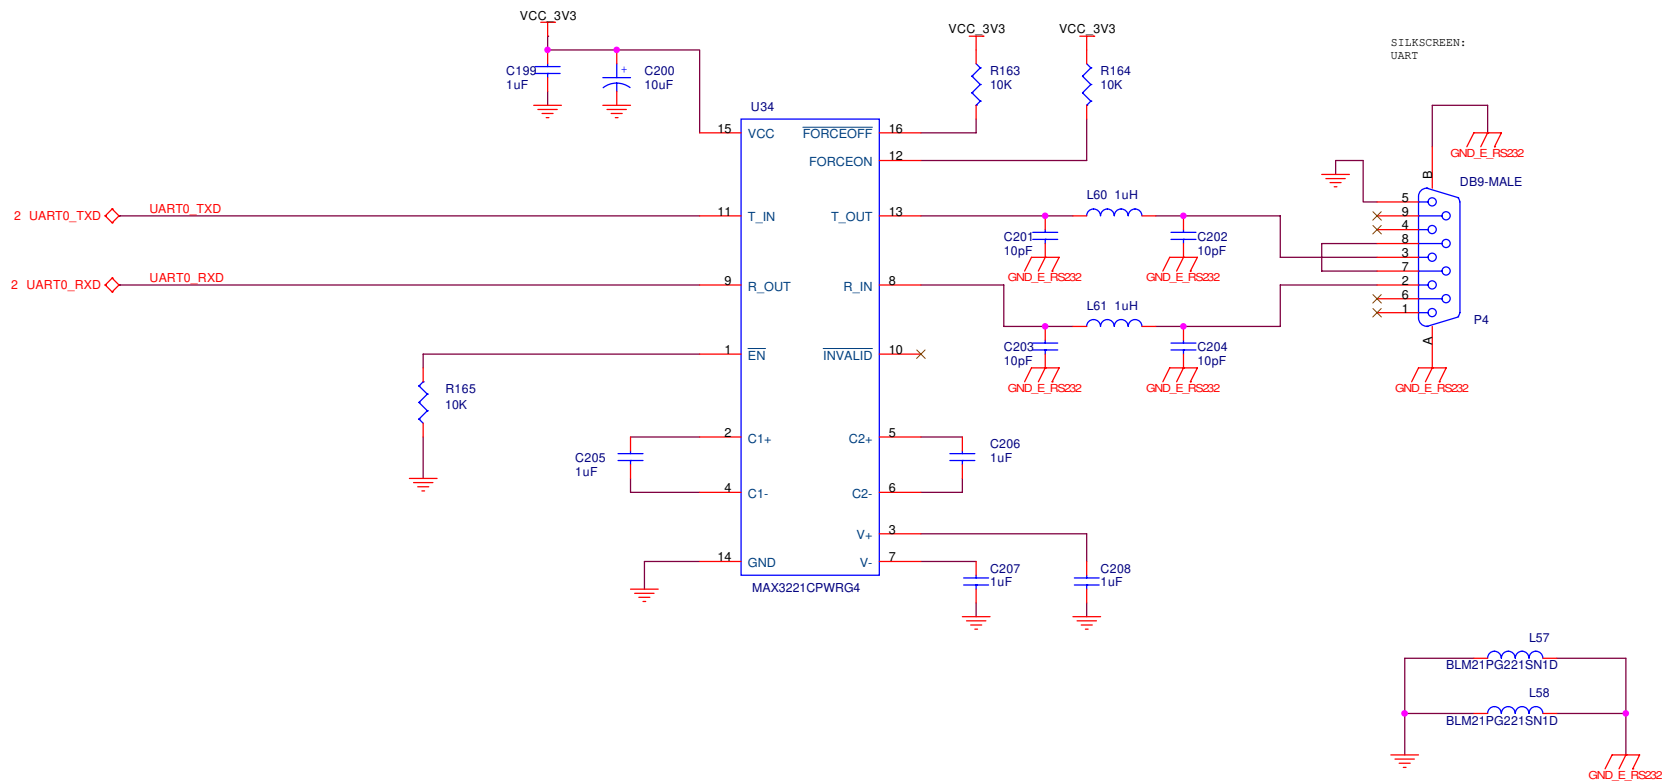 VCC_3V3
C199
1uF
C200
10uF
VCC_3V3
VCC_3V3
R163
10K
R164
10K
SILKSCREEN:
UART
U34
15 VCC
FORCEOFF 16
FORCEON 12
GND_E_RS232
B
DB9-MALE
2 UART0_TXD
UART0_TXD
11 T_IN
T_OUT 13
L60 1uH
C201
10pF
GND_E_RS232
C202
10pF
GND_E_RS232
5
9
4
8
3
7
2
6
1
2 UART0_RXD
UART0_RXD
9 R_OUT
R_IN 8
L61 1uH
P4
A
C203
10pF
GND_E_RS232
C204
10pF
GND_E_RS232
GND_E_RS232
1 EN
INVALID 10
R165
10K
2 C1+
C2+ 5
C205
1uF
C206
1uF
4 C1-
C2- 6
V+ 3
14 GND
V- 7
C207
1uF
C208
1uF
MAX3221CPWRG4
L57
BLM21PG221SN1D
L58
BLM21PG221SN1D
GND_E_RS232